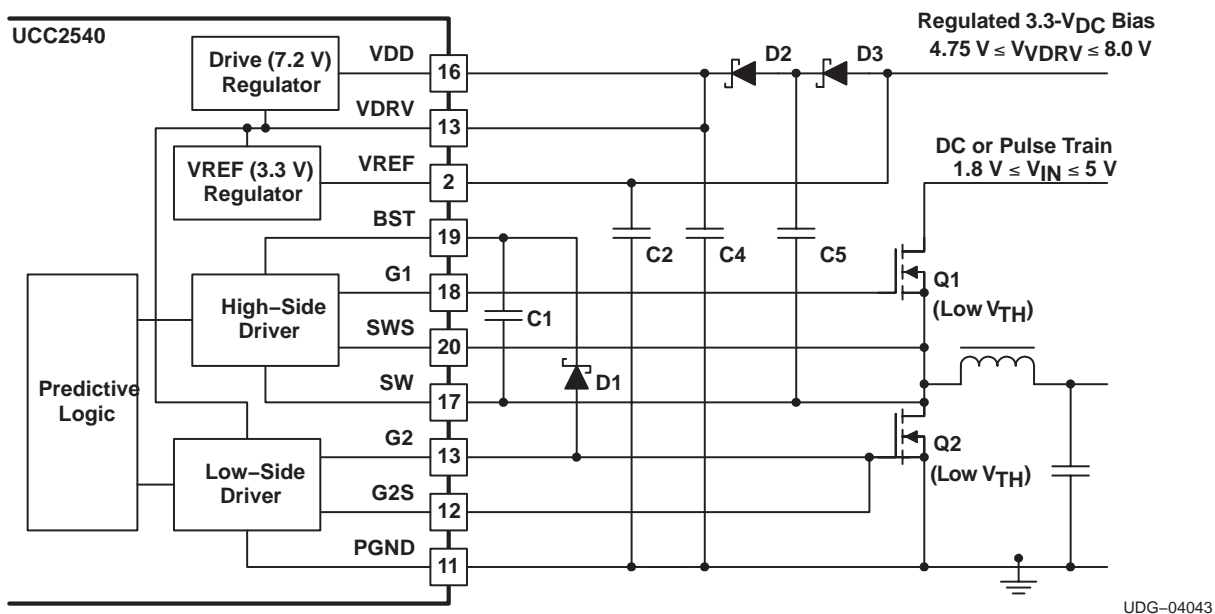 UCC2540
Regulated 3.3-VDC Bias
4.75 V ≤ VVDRV ≤ 8.0 V
Drive (7.2 V)
Regulator
VDD
16
D2
D3
VDRV
13
VREF (3.3 V)
Regulator
VREF
2
DC or Pulse Train
1.8 V ≤ VIN ≤ 5 V
BST
19
C2
C4
C5
G1
18
Q1
(Low VTH)
High–Side
Driver
C1
SWS
20
Predictive
Logic
SW
17
D1
G2
13
Q2
(Low VTH)
Low–Side
Driver
G2S
12
PGND
11
UDG–04043